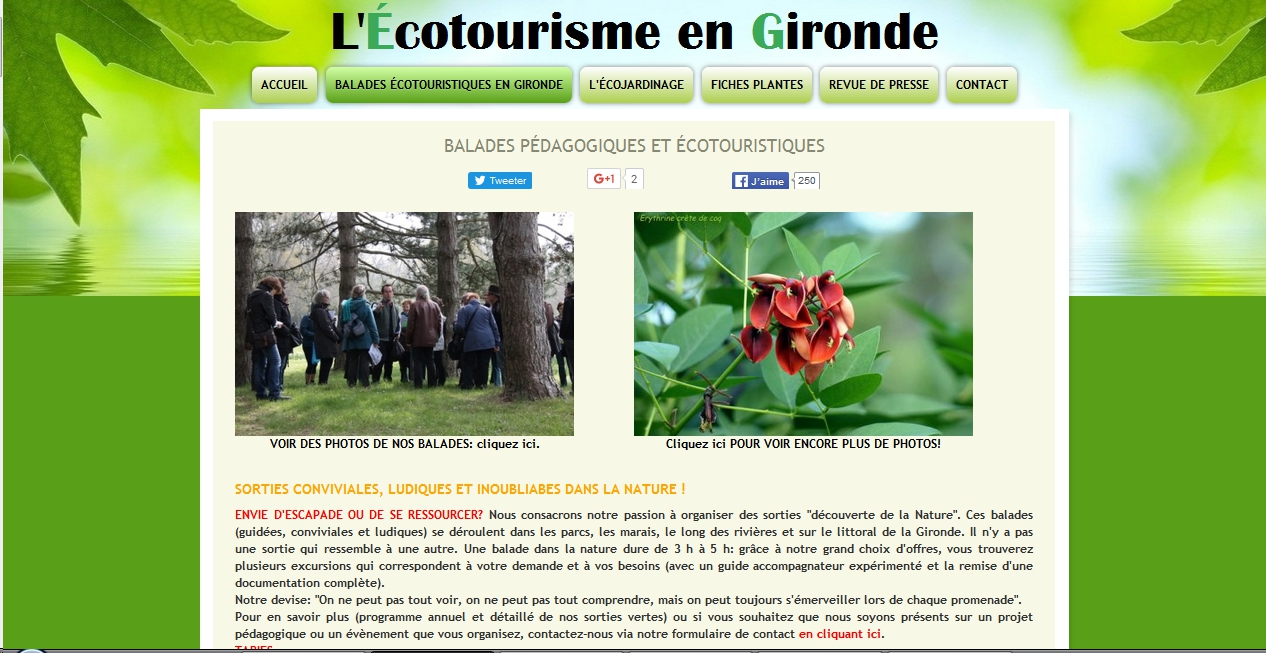 L'Écotourisme en Gironde
ACCUEIL
BALADES ÉCOTOURISTIQUES EN GIRONDE
L'ÉCOJARDINAGE
FICHES PLANTES
REVUE DE PRESSE
CONTACT
BALADES PÉDAGOGIQUES ET ÉCOTOURISTIQUES
Tweeter
G+1 2
J'aime 250
Erythrine crête de coq
VOIR DES PHOTOS DE NOS BALADES: cliquez ici.
Cliquez ici POUR VOIR ENCORE PLUS DE PHOTOS!
SORTIES CONVIVIALES, LUDIQUES ET INOUBLIABES DANS LA NATURE !
ENVIE D'ESCAPADE OU DE SE RESSOURCER? Nous consacrons notre passion à organiser des sorties "découverte de la Nature". Ces balades
(guidées, conviviales et ludiques) se déroulent dans les parcs, les marais, le long des rivières et sur le littoral de la Gironde. Il n'y a pas
une sortie qui ressemble à une autre. Une balade dans la nature dure de 3 h à 5 h: grâce à notre grand choix d'offres, vous trouverez
plusieurs excursions qui correspondent à votre demande et à vos besoins (avec un guide accompagnateur expérimenté et la remise d'une
documentation complète).
Notre devise: "On ne peut pas tout voir, on ne peut pas tout comprendre, mais on peut toujours s'émerveiller lors de chaque promenade".
Pour en savoir plus (programme annuel et détaillé de nos sorties vertes) ou si vous souhaitez que nous soyons présents sur un projet
pédagogique ou un évènement que vous organisez, contactez-nous via notre formulaire de contact en cliquant ici.
TARIFS